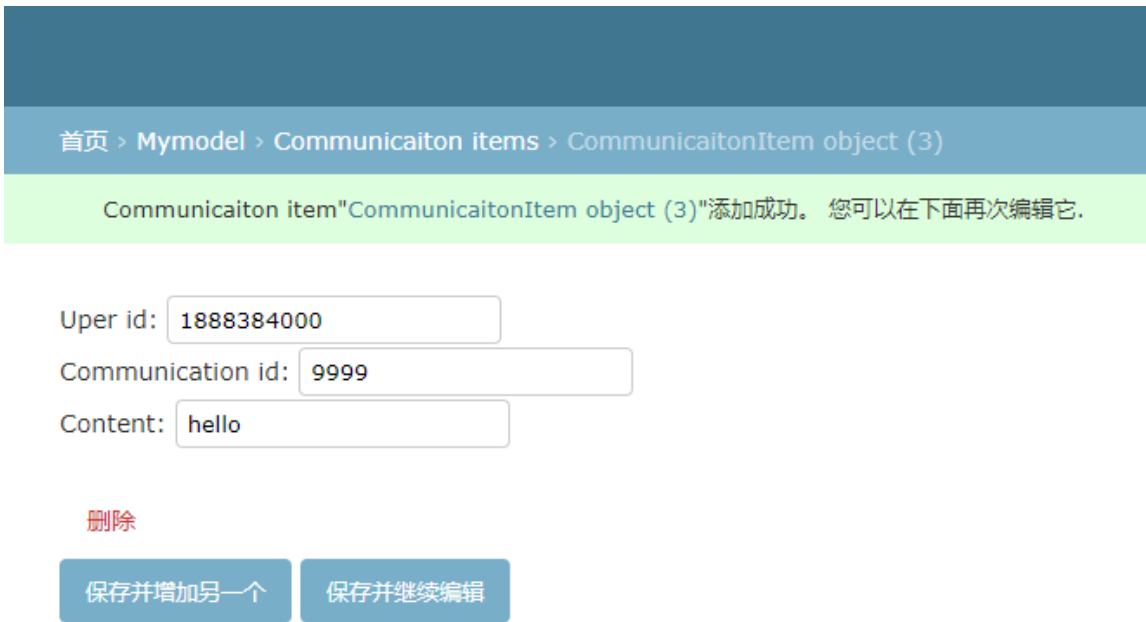 首页 › Mymodel › Communicaiton items › CommunicaitonItem object (3)
Communicaiton item"CommunicaitonItem object (3)"添加成功。 您可以在下面再次编辑它.
Uper id: 1888384000
Communication id: 9999
Content: hello
删除
保存并增加另一个 保存并继续编辑